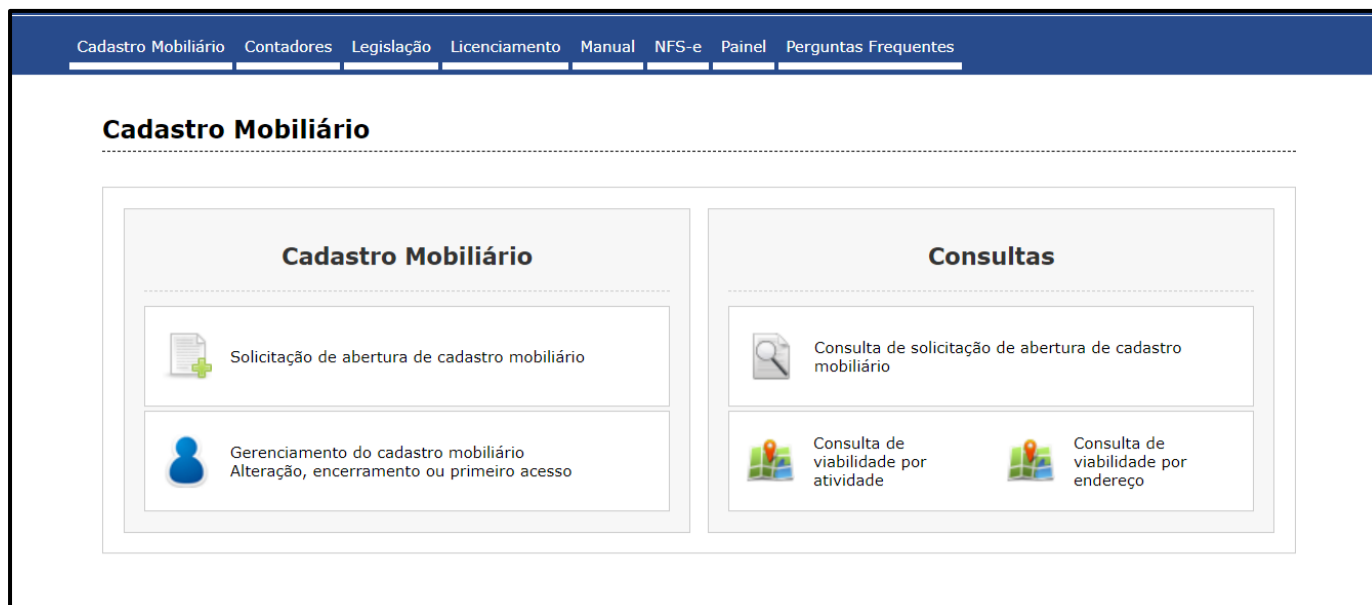 Cadastro Mobiliário Contadores Legislação Licenciamento Manual NFS-e Painel Perguntas Frequentes
Cadastro Mobiliário
Cadastro Mobiliário
Solicitação de abertura de cadastro mobiliário
Gerenciamento do cadastro mobiliário
Alteração, encerramento ou primeiro acesso
Consultas
Consulta de solicitação de abertura de cadastro
mobiliário
Consulta de
viabilidade por
atividade
Consulta de
viabilidade por
endereço